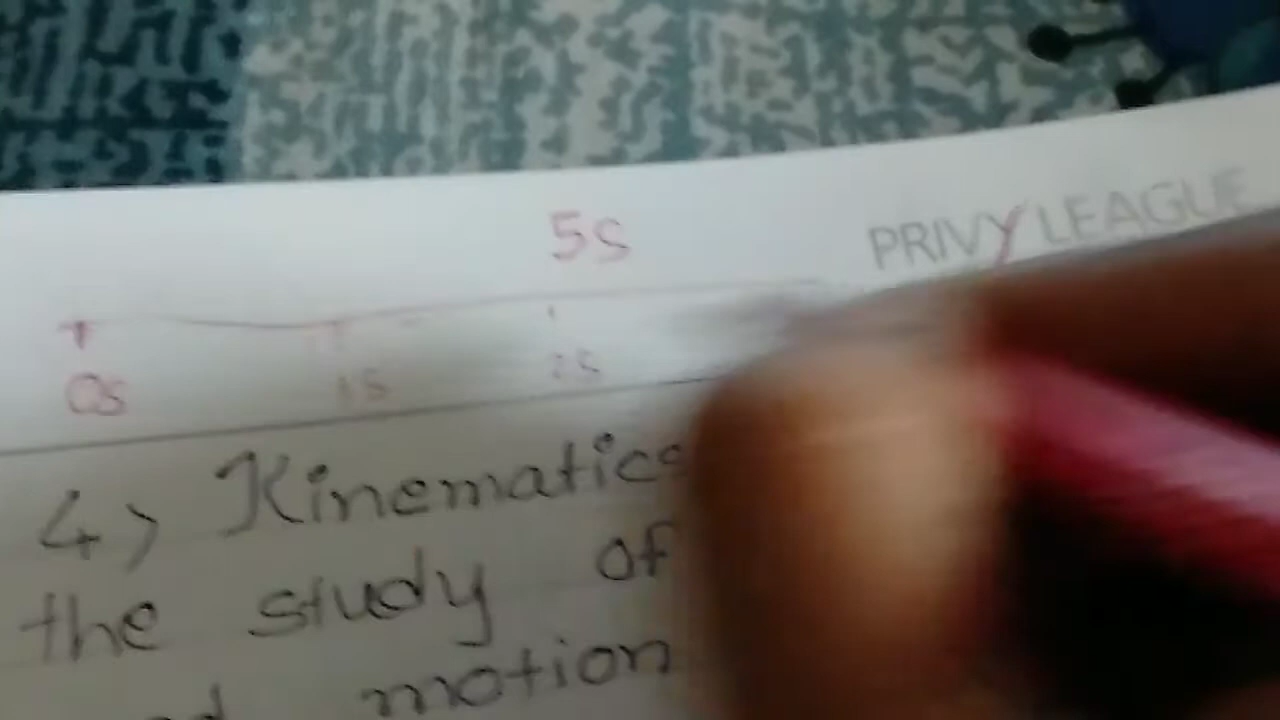 5s
PRIVY LEAGUE
0s 1s 2s
4) Kinematics
the study of
motion